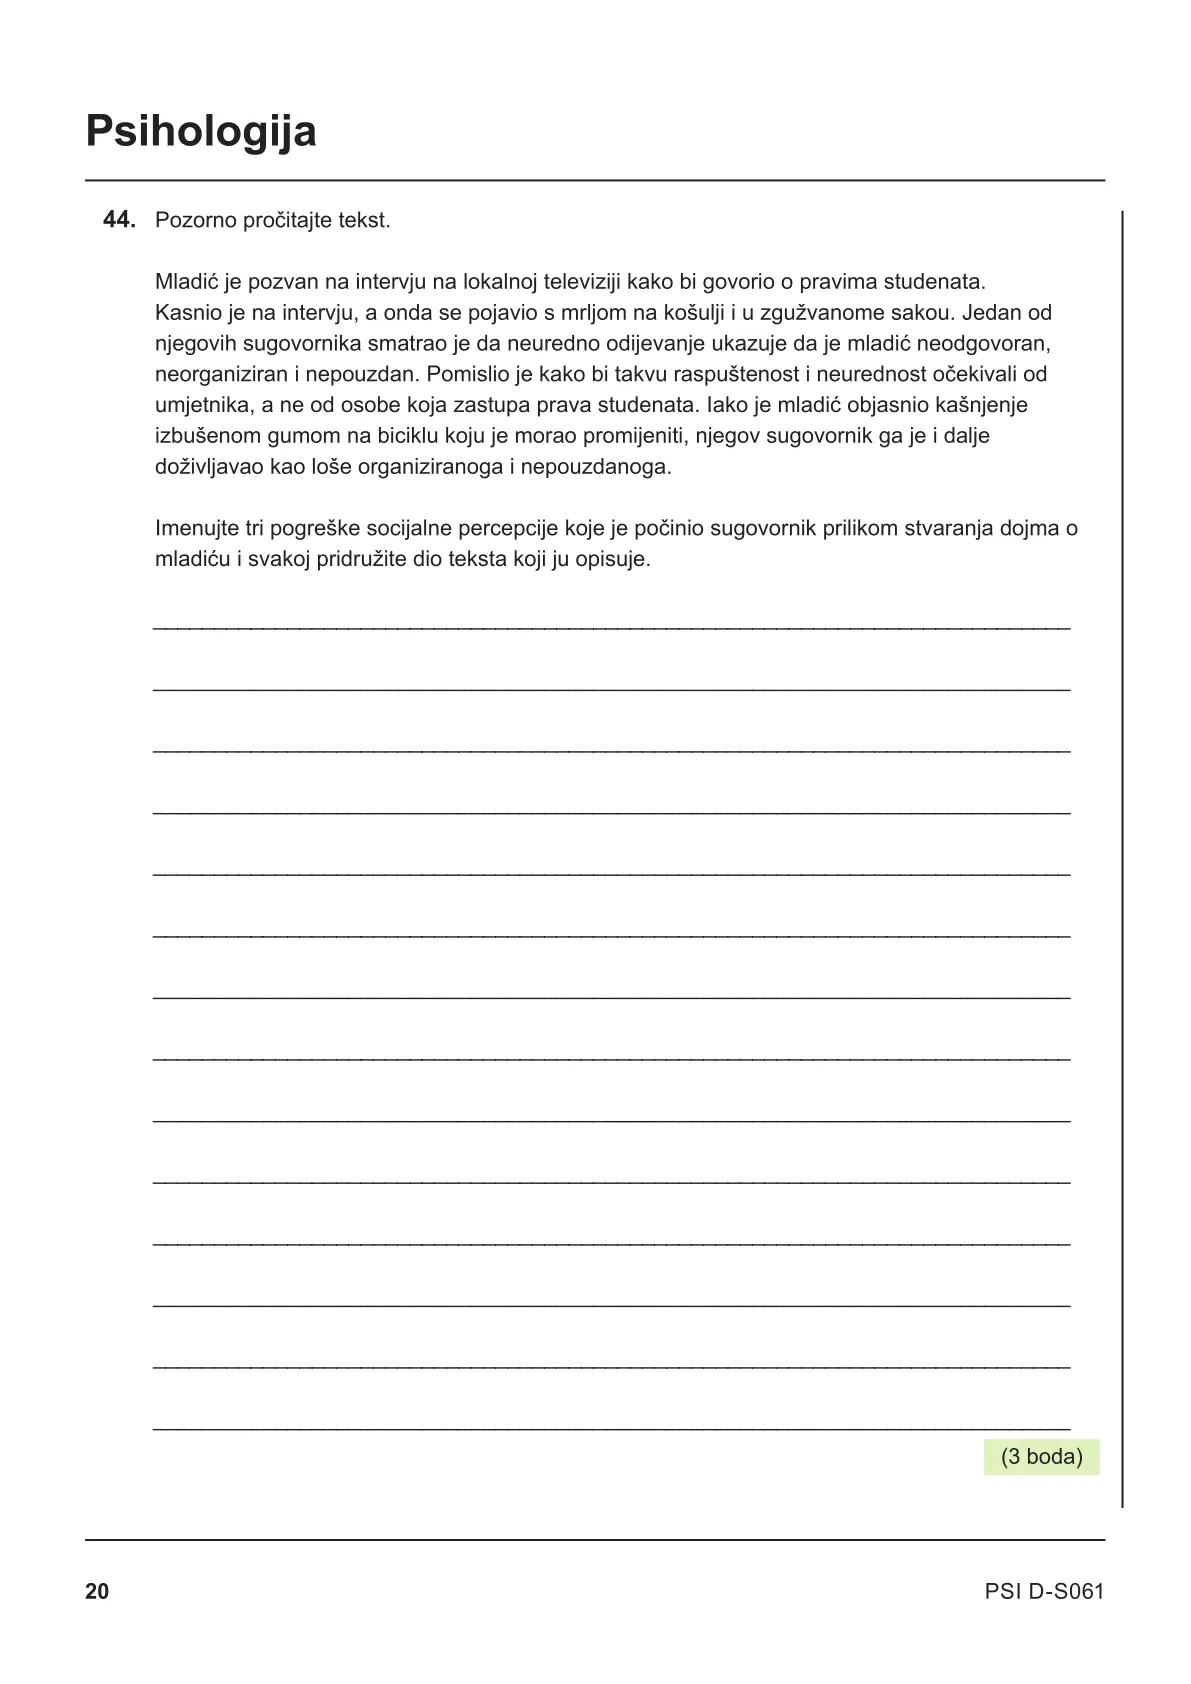 Psihologija
44. Pozorno pročitajte tekst.
Mladić je pozvan na intervju na lokalnoj televiziji kako bi govorio o pravima studenata.
Kasnio je na intervju, a onda se pojavio s mrljom na košulji i u zgužvanome sakou. Jedan od
njegovih sugovornika smatrao je da neuredno odijevanje ukazuje da je mladić neodgovoran,
neorganiziran i nepouzdan. Pomislio je kako bi takvu raspuštenost i neurednost očekivali od
umjetnika, a ne od osobe koja zastupa prava studenata. Iako je mladić objasnio kašnjenje
izbušenom gumom na biciklu koju je morao promijeniti, njegov sugovornik ga je i dalje
doživljavao kao loše organiziranoga i nepouzdanoga.
Imenujte tri pogreške socijalne percepcije koje je počinio sugovornik prilikom stvaranja dojma o
mladiću i svakoj pridružite dio teksta koji ju opisuje.
(3 boda)
20
PSI D-S061